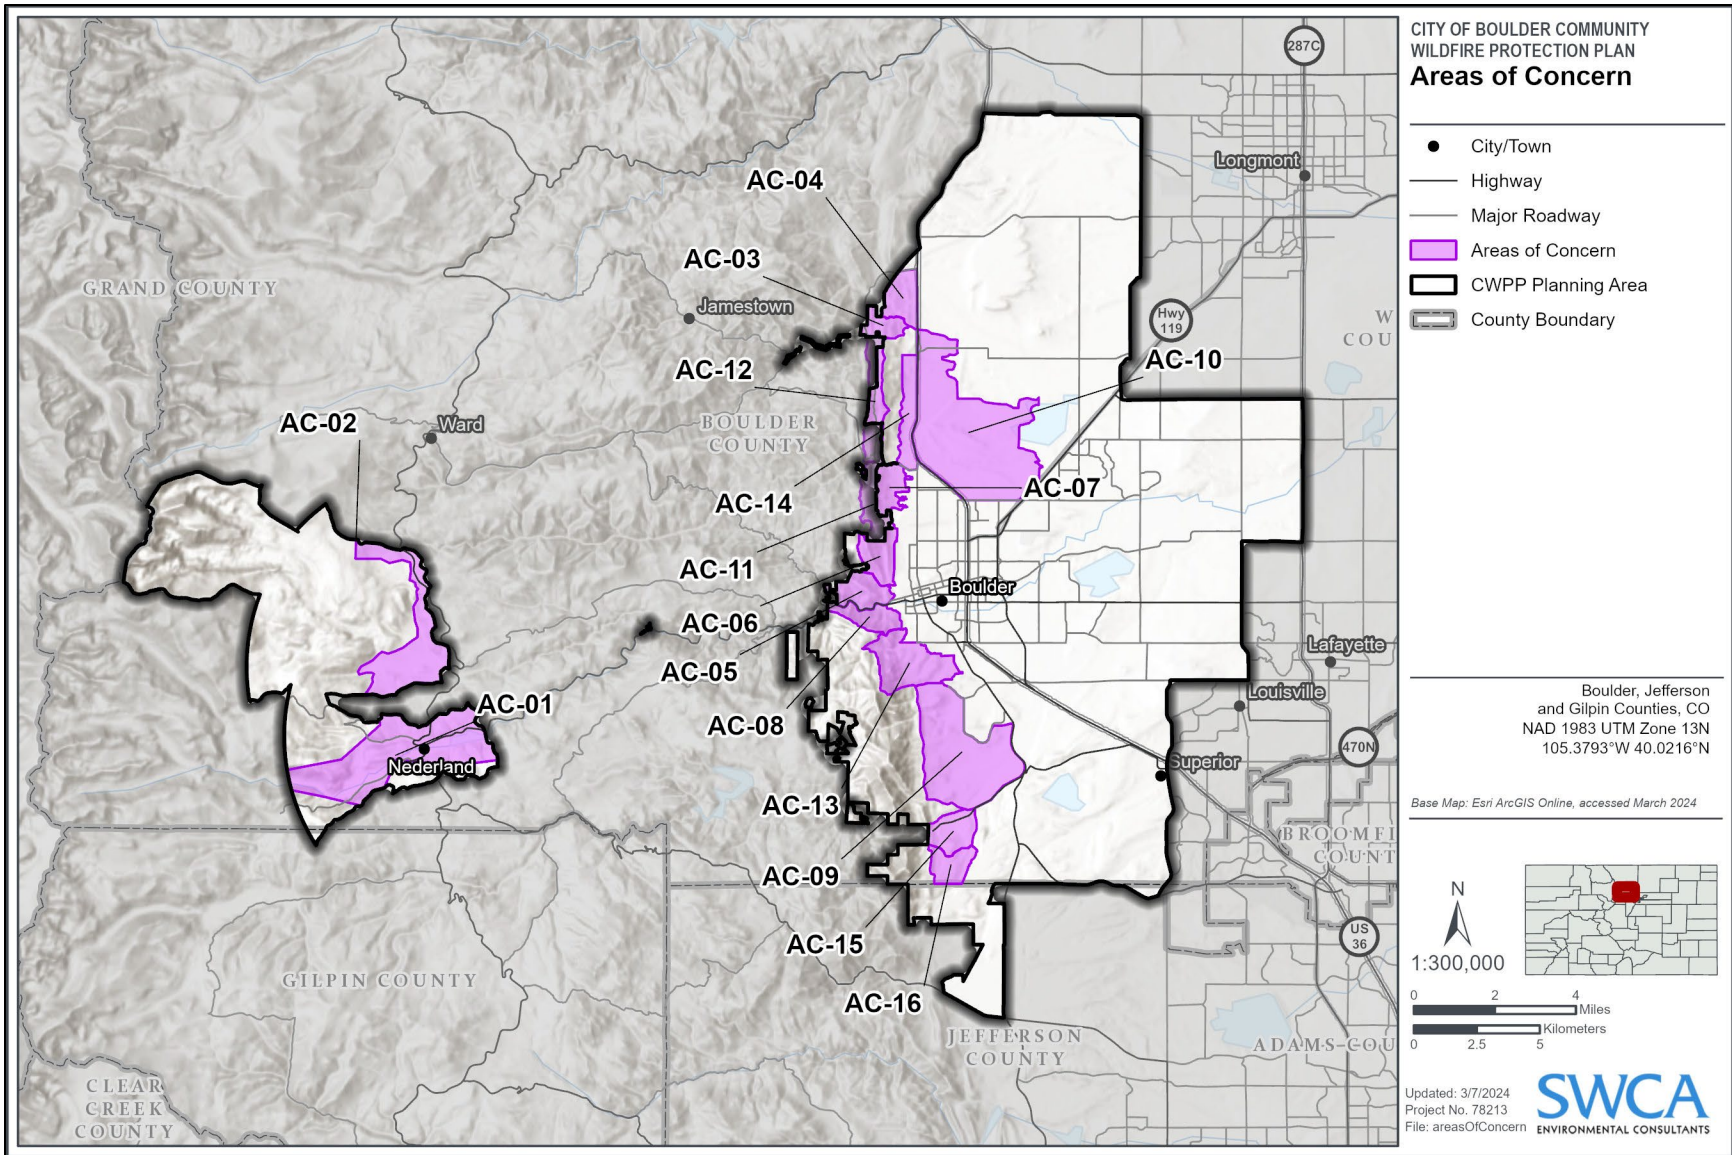 CITY OF BOULDER COMMUNITY
WILDFIRE PROTECTION PLAN
Areas of Concern
City/Town
Highway
Major Roadway
Areas of Concern
CWPP Planning Area
County Boundary
287C
Longmont
AC-04
AC-03
GRAND COUNTY
Jamestown
Hwy
119
W
COU
AC-10
AC-12
AC-02
Ward
BOULDER
COUNTY
AC-14
AC-07
AC-11
Boulder
AC-06
AC-05
Lafayette
Louisville
AC-01
AC-08
Nederland
470N
Superior
AC-13
BROOMFI
COUNT
AC-09
US
36
AC-15
GILPIN COUNTY
AC-16
JEFFERSON
COUNTY
ADAMS COU
CLEAR
CREEK
COUNTY
Boulder, Jefferson
and Gilpin Counties, CO
NAD 1983 UTM Zone 13N
105.3793°W 40.0216°N
Base Map: Esri ArcGIS Online, accessed March 2024
N
1:300,000
0 2 4
Miles
Kilometers
0 2.5 5
Updated: 3/7/2024
Project No. 78213
File: areasOfConcern
SWCA
ENVIRONMENTAL CONSULTANTS